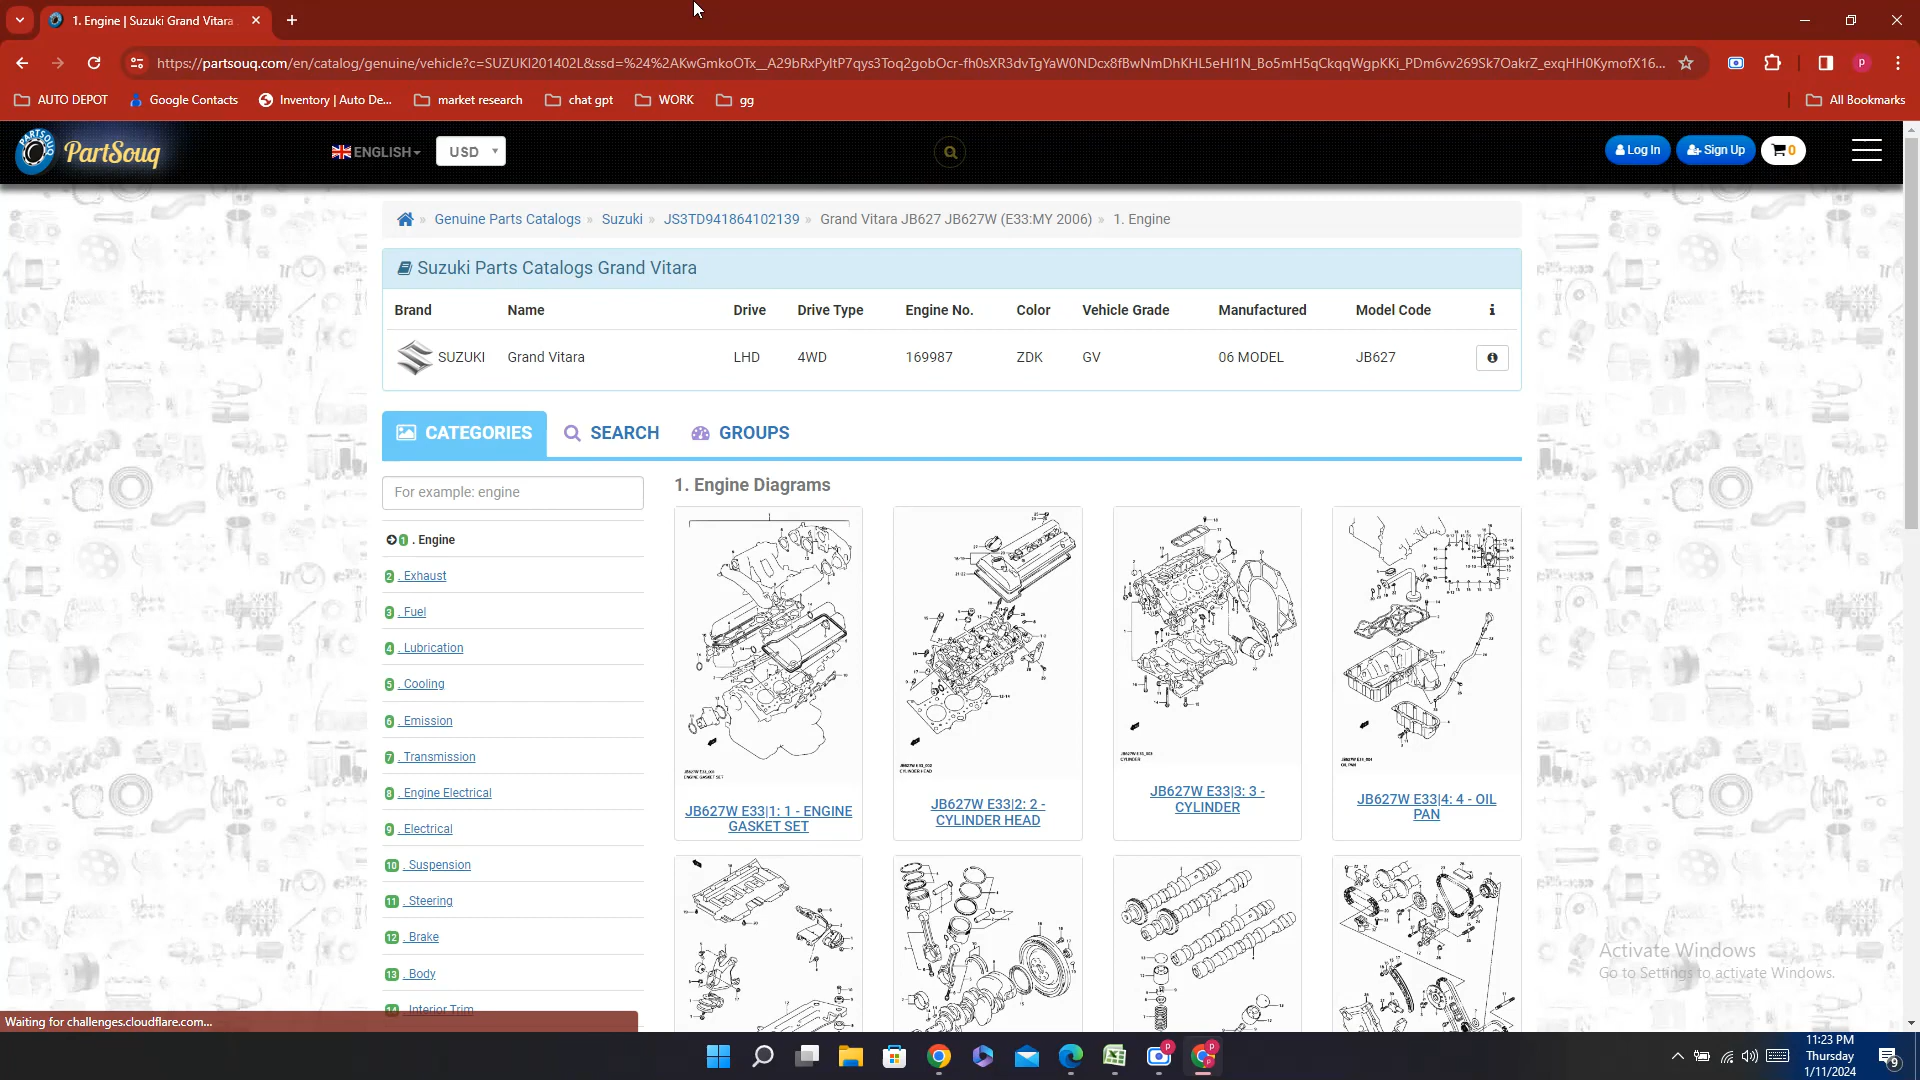 1. Engine | Suzuki Grand Vitara
https://partsouq.com/en/catalog/genuine/vehicle?c=SUZUKI201402L&ssd=%24%2AKwGmkoOTx__A29bRxPyItP7qys3Toq2gobOcr-fh0sXR3dvTgYaW0NDcx8fBwNmDhKHL5eHI1N_Bo5mH5qCkqqWgpKKi_PDm6vv269Sk7OakrZ_exqHH0KymofX16...
AUTO DEPOT
Google Contacts
Inventory | Auto De...
market research
chat gpt
WORK
gg
All Bookmarks
PartSouq
ENGLISH
USD
Log In
Sign Up
0
» Genuine Parts Catalogs » Suzuki » JS3TD941864102139 » Grand Vitara JB627 JB627W (E33:MY 2006) » 1. Engine
Suzuki Parts Catalogs Grand Vitara
Brand Name Drive Drive Type Engine No. Color Vehicle Grade Manufactured Model Code
SUZUKI Grand Vitara LHD 4WD 169987 ZDK GV 06 MODEL JB627
CATEGORIES
SEARCH
GROUPS
For example: engine
1 . Engine
2 . Exhaust
3 . Fuel
4 . Lubrication
5 . Cooling
6 . Emission
7 . Transmission
8 . Engine Electrical
9 . Electrical
10 . Suspension
11 . Steering
12 . Brake
13 . Body
14 . Interior Trim
1. Engine Diagrams
JB627W E33|1: 1 - ENGINE
GASKET SET
JB627W E33|2: 2 -
CYLINDER HEAD
JB627W E33|3: 3 -
CYLINDER
JB627W E33|4: 4 - OIL
PAN
Activate Windows
Go to Settings to activate Windows.
Waiting for challenges.cloudflare.com...
11:23 PM
Thursday
1/11/2024
9